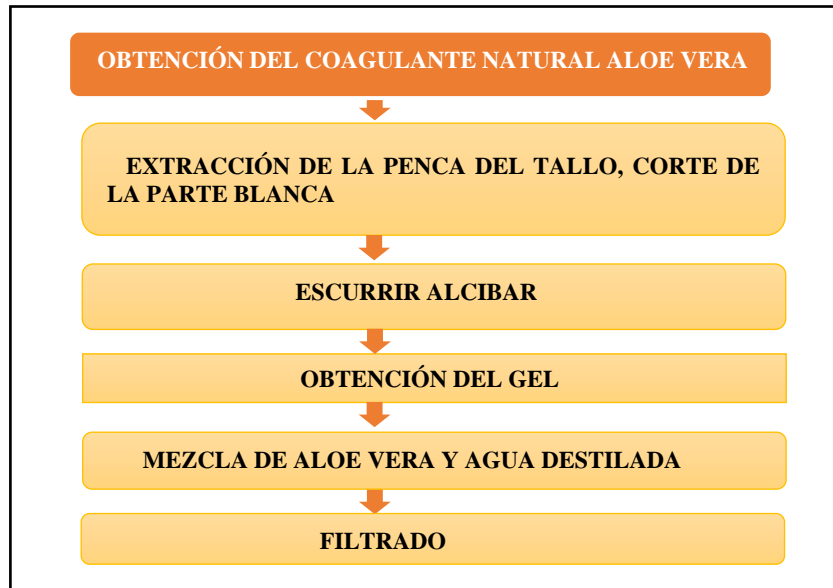 OBTENCIÓN DEL COAGULANTE NATURAL ALOE VERA
EXTRACCIÓN DE LA PENCA DEL TALLO, CORTE DE
LA PARTE BLANCA
ESCURRIR ALCIBAR
OBTENCIÓN DEL GEL
MEZCLA DE ALOE VERA Y AGUA DESTILADA
FILTRADO